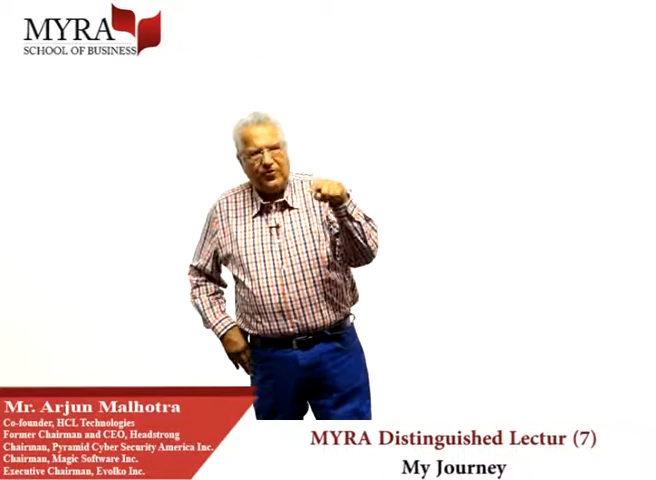 MYRA
SCHOOL OF BUSINESS
Mr. Arjun Malhotra
Co-founder, HCL Technologies
Former Chairman and CEO, Headstrong
Chairman, Pyramid Cyber Security America Inc.
Chairman, Magic Software Inc.
Executive Chairman, Evolko Inc.
MYRA Distinguished Lectur (7)
My Journey